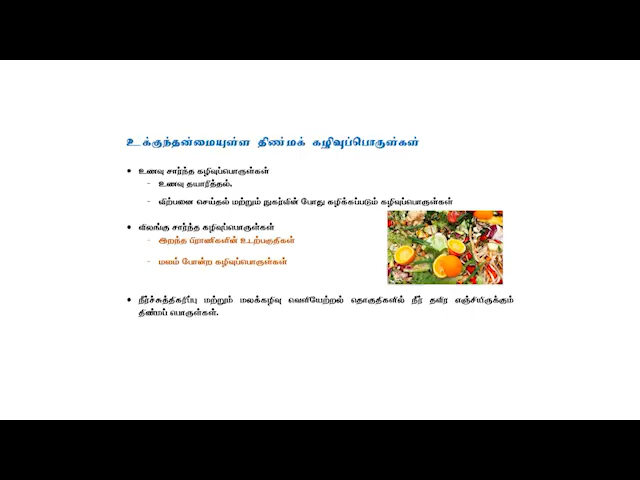 உக்குந்தன்மையுள்ள திண்மக் கழிவுப்பொருள்கள்
• உணவு சார்ந்த கழிவுப்பொருள்கள்
- உணவு தயாரித்தல்.
- விற்பனை செய்தல் மற்றும் நுகர்வின் போது கழிக்கப்படும் கழிவுப்பொருள்கள்
• விலங்கு சார்ந்த கழிவுப்பொருள்கள்
- இறந்த பிராணிகளின் உடற்பகுதிகள்
- மலம் போன்ற கழிவுப்பொருள்கள்
• நீர்ச்சுத்திகரிப்பு மற்றும் மலக்கழிவு வெளியேற்றல் தொகுதிகளில் நீர் தவிர எஞ்சியிருக்கும்
திண்மப் பொருள்கள்.